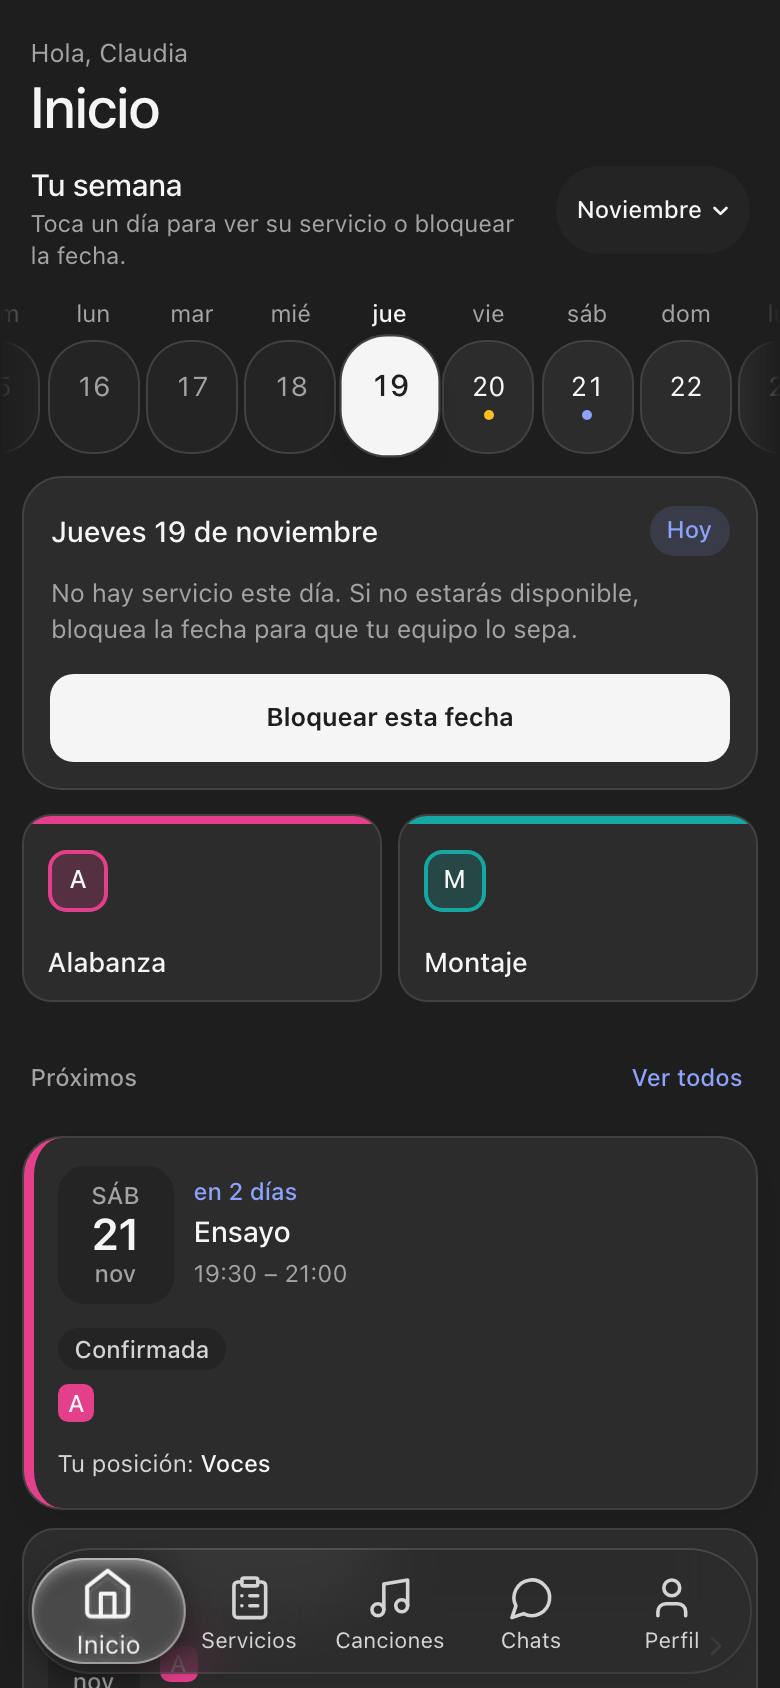 Hola, Claudia
Inicio
Tu semana
Toca un día para ver su servicio o bloquear
la fecha.
Noviembre
lun mar mié jue vie sáb dom
16 17 18 19 20 21 22
Jueves 19 de noviembre
Hoy
No hay servicio este día. Si no estarás disponible,
bloquea la fecha para que tu equipo lo sepa.
Bloquear esta fecha
A
Alabanza
M
Montaje
Próximos
Ver todos
SÁB
21
nov
en 2 días
Ensayo
19:30 – 21:00
Confirmada
A
Tu posición: Voces
Inicio
Servicios
Canciones
Chats
Perfil
A
nov